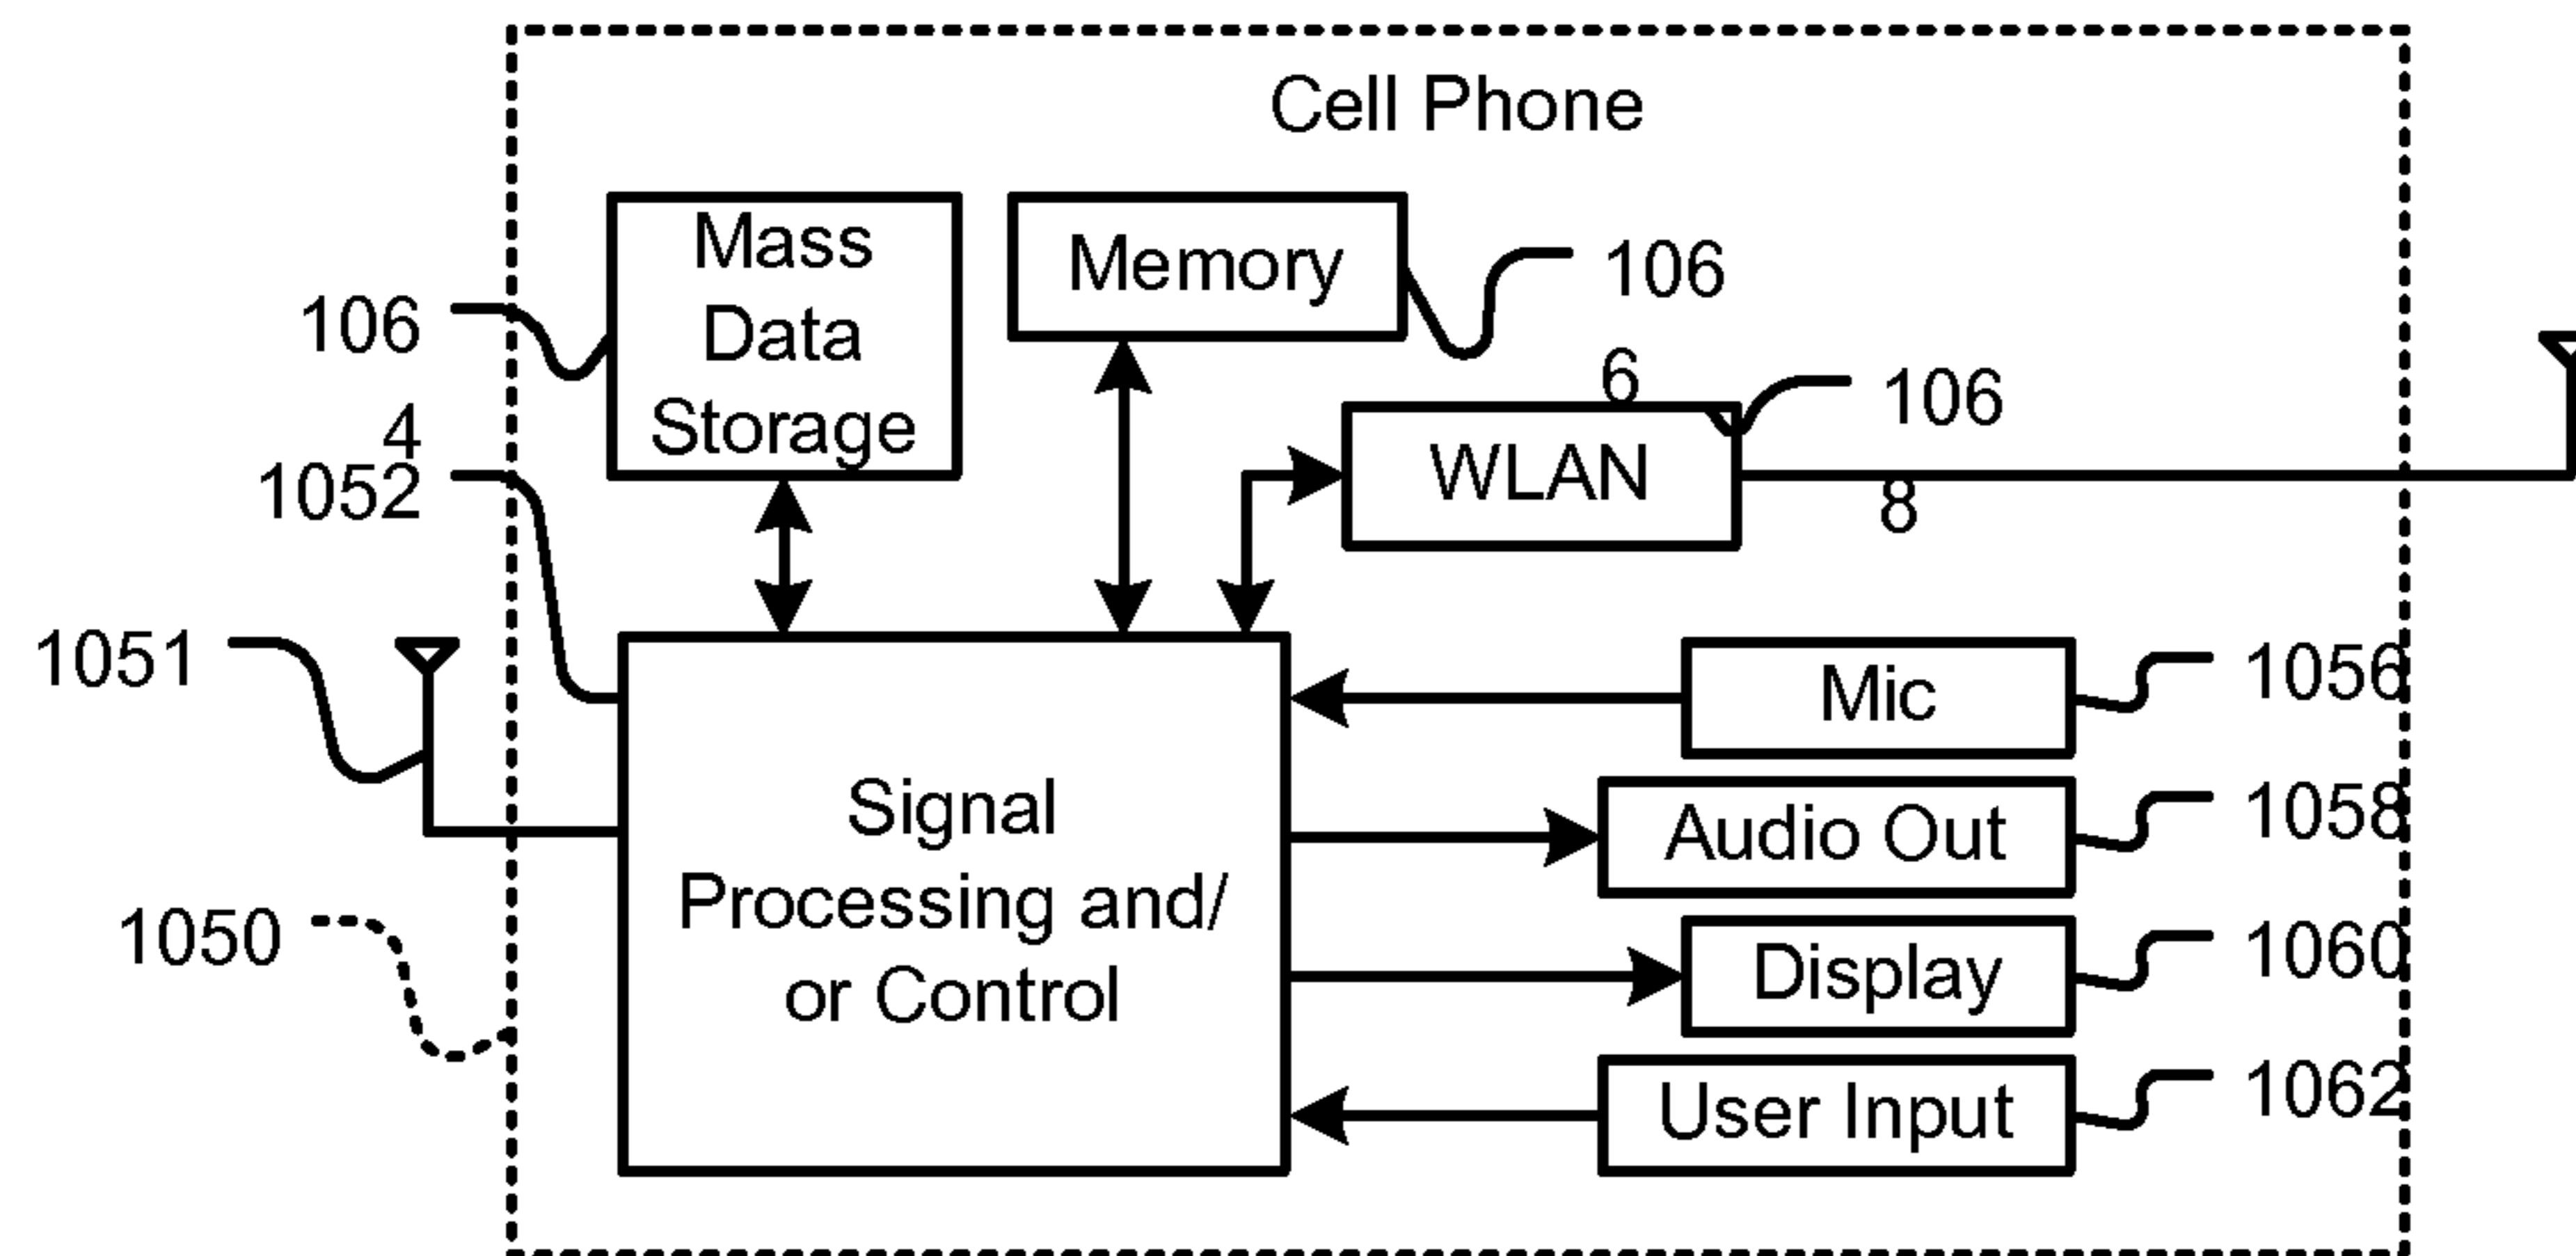 Cell Phone
Mass
Data
Storage
Memory
106
6
106
4
WLAN
106
8
1052
1051
1050
Signal
Processing and/
or Control
Mic
1056
Audio Out
1058
Display
1060
User Input
1062